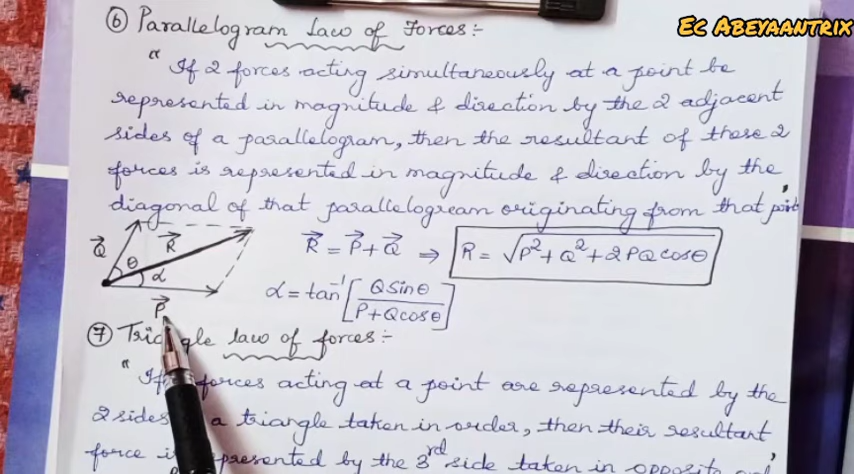 Ec Abeyaantrix
⑥ Parallelogram Law of Forces:-
"If 2 forces acting simultaneously at a point be
represented in magnitude & direction by the 2 adjacent
sides of a parallelogram, then the resultant of these 2
forces is represented in magnitude & direction by the
diagonal of that parallelogram originating from that point"
Q⃗ θ R⃗ α P⃗
R⃗ = P⃗ + Q⃗ ⇒ R = √(P² + Q² + 2PQ cosθ)
α = tan⁻¹[Q sinθ / (P + Q cosθ)]
⑦ Triangle law of forces:-
"If forces acting at a point are represented by the
2 sides a triangle taken in order, then their resultant
force represented by the 3rd side taken in opposite